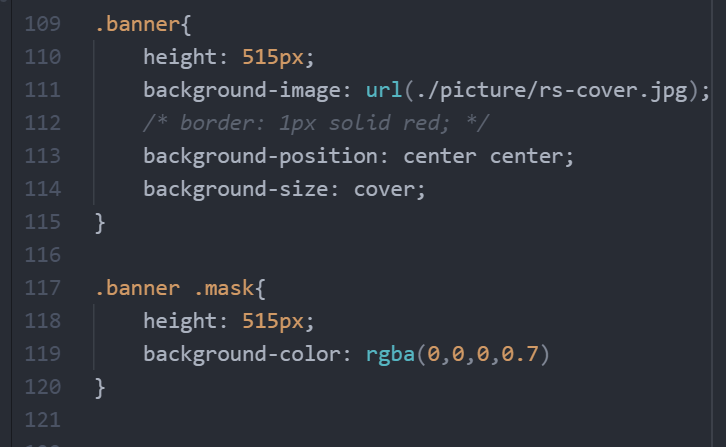 109 .banner{
110     height: 515px;
111     background-image: url(./picture/rs-cover.jpg);
112     /* border: 1px solid red; */
113     background-position: center center;
114     background-size: cover;
115 }
116
117 .banner .mask{
118     height: 515px;
119     background-color: rgba(0,0,0,0.7)
120 }
121